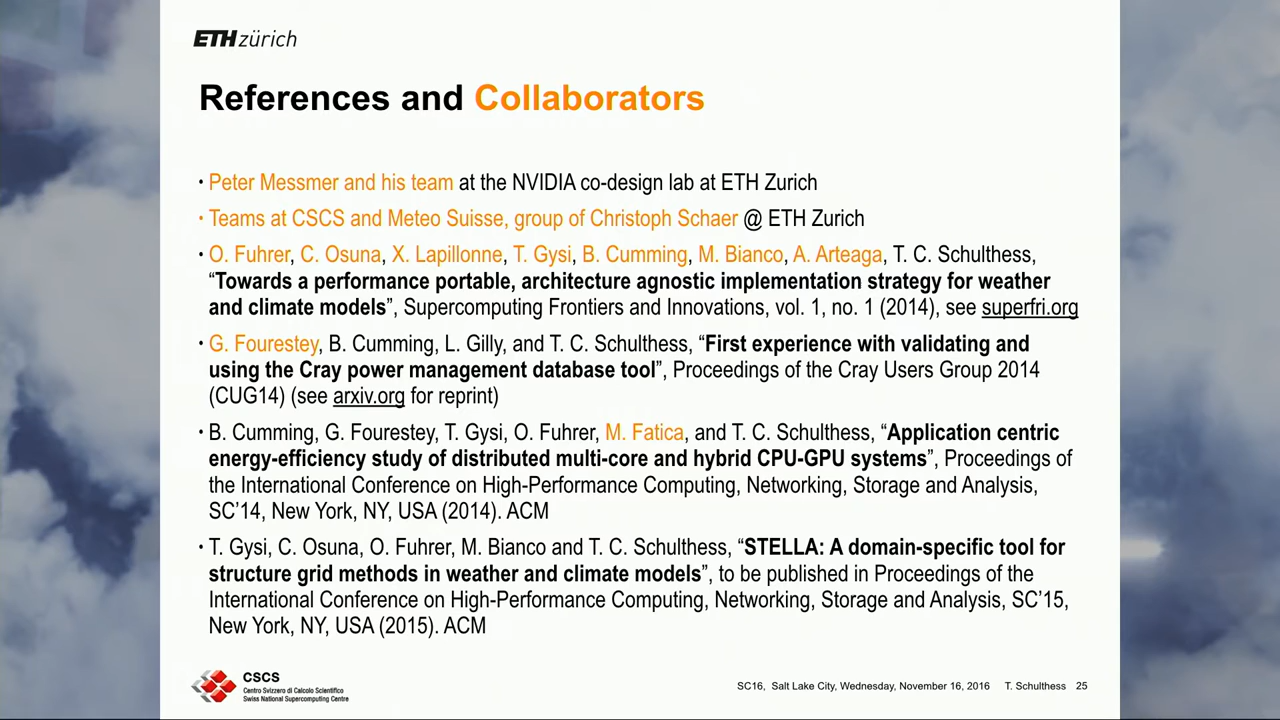 ETH zürich
References and Collaborators
• Peter Messmer and his team at the NVIDIA co-design lab at ETH Zurich
• Teams at CSCS and Meteo Suisse, group of Christoph Schaer @ ETH Zurich
• O. Fuhrer, C. Osuna, X. Lapillonne, T. Gysi, B. Cumming, M. Bianco, A. Arteaga, T. C. Schulthess,
“Towards a performance portable, architecture agnostic implementation strategy for weather
and climate models”, Supercomputing Frontiers and Innovations, vol. 1, no. 1 (2014), see superfri.org
• G. Fourestey, B. Cumming, L. Gilly, and T. C. Schulthess, “First experience with validating and
using the Cray power management database tool”, Proceedings of the Cray Users Group 2014
(CUG14) (see arxiv.org for reprint)
• B. Cumming, G. Fourestey, T. Gysi, O. Fuhrer, M. Fatica, and T. C. Schulthess, “Application centric
energy-efficiency study of distributed multi-core and hybrid CPU-GPU systems”, Proceedings of
the International Conference on High-Performance Computing, Networking, Storage and Analysis,
SC’14, New York, NY, USA (2014). ACM
• T. Gysi, C. Osuna, O. Fuhrer, M. Bianco and T. C. Schulthess, “STELLA: A domain-specific tool for
structure grid methods in weather and climate models”, to be published in Proceedings of the
International Conference on High-Performance Computing, Networking, Storage and Analysis, SC’15,
New York, NY, USA (2015). ACM
CSCS
Centro Svizzero di Calcolo Scientifico
Swiss National Supercomputing Centre
SC16, Salt Lake City, Wednesday, November 16, 2016 T. Schulthess 25